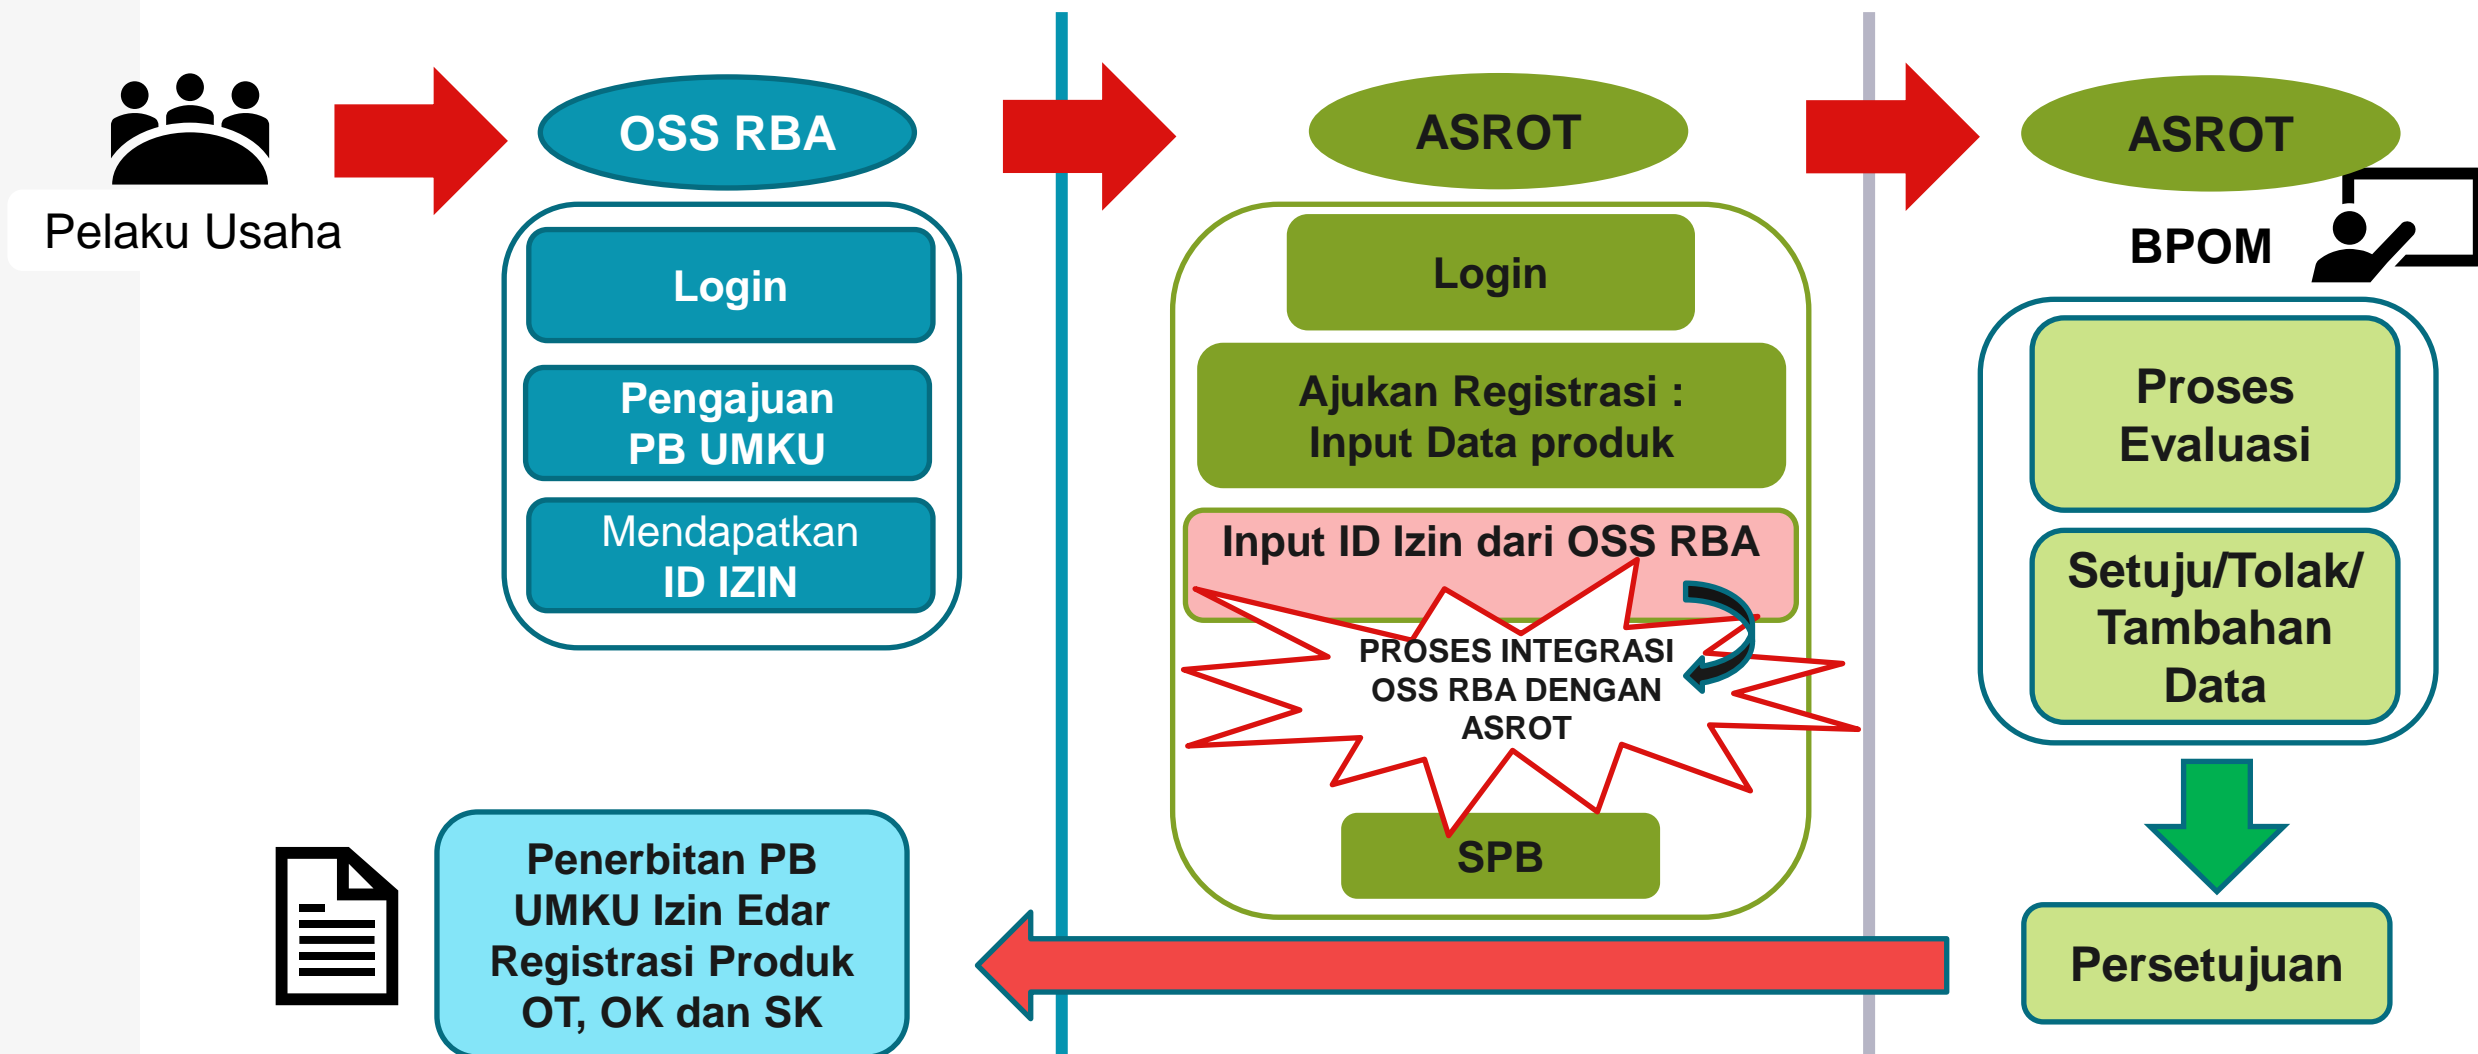 Pelaku Usaha
OSS RBA
Login
Pengajuan
PB UMKU
Mendapatkan
ID IZIN
ASROT
Login
Ajukan Registrasi :
Input Data produk
Input ID Izin dari OSS RBA
PROSES INTEGRASI
OSS RBA DENGAN
ASROT
SPB
ASROT
BPOM
Proses
Evaluasi
Setuju/Tolak/
Tambahan
Data
Persetujuan
Penerbitan PB
UMKU Izin Edar
Registrasi Produk
OT, OK dan SK